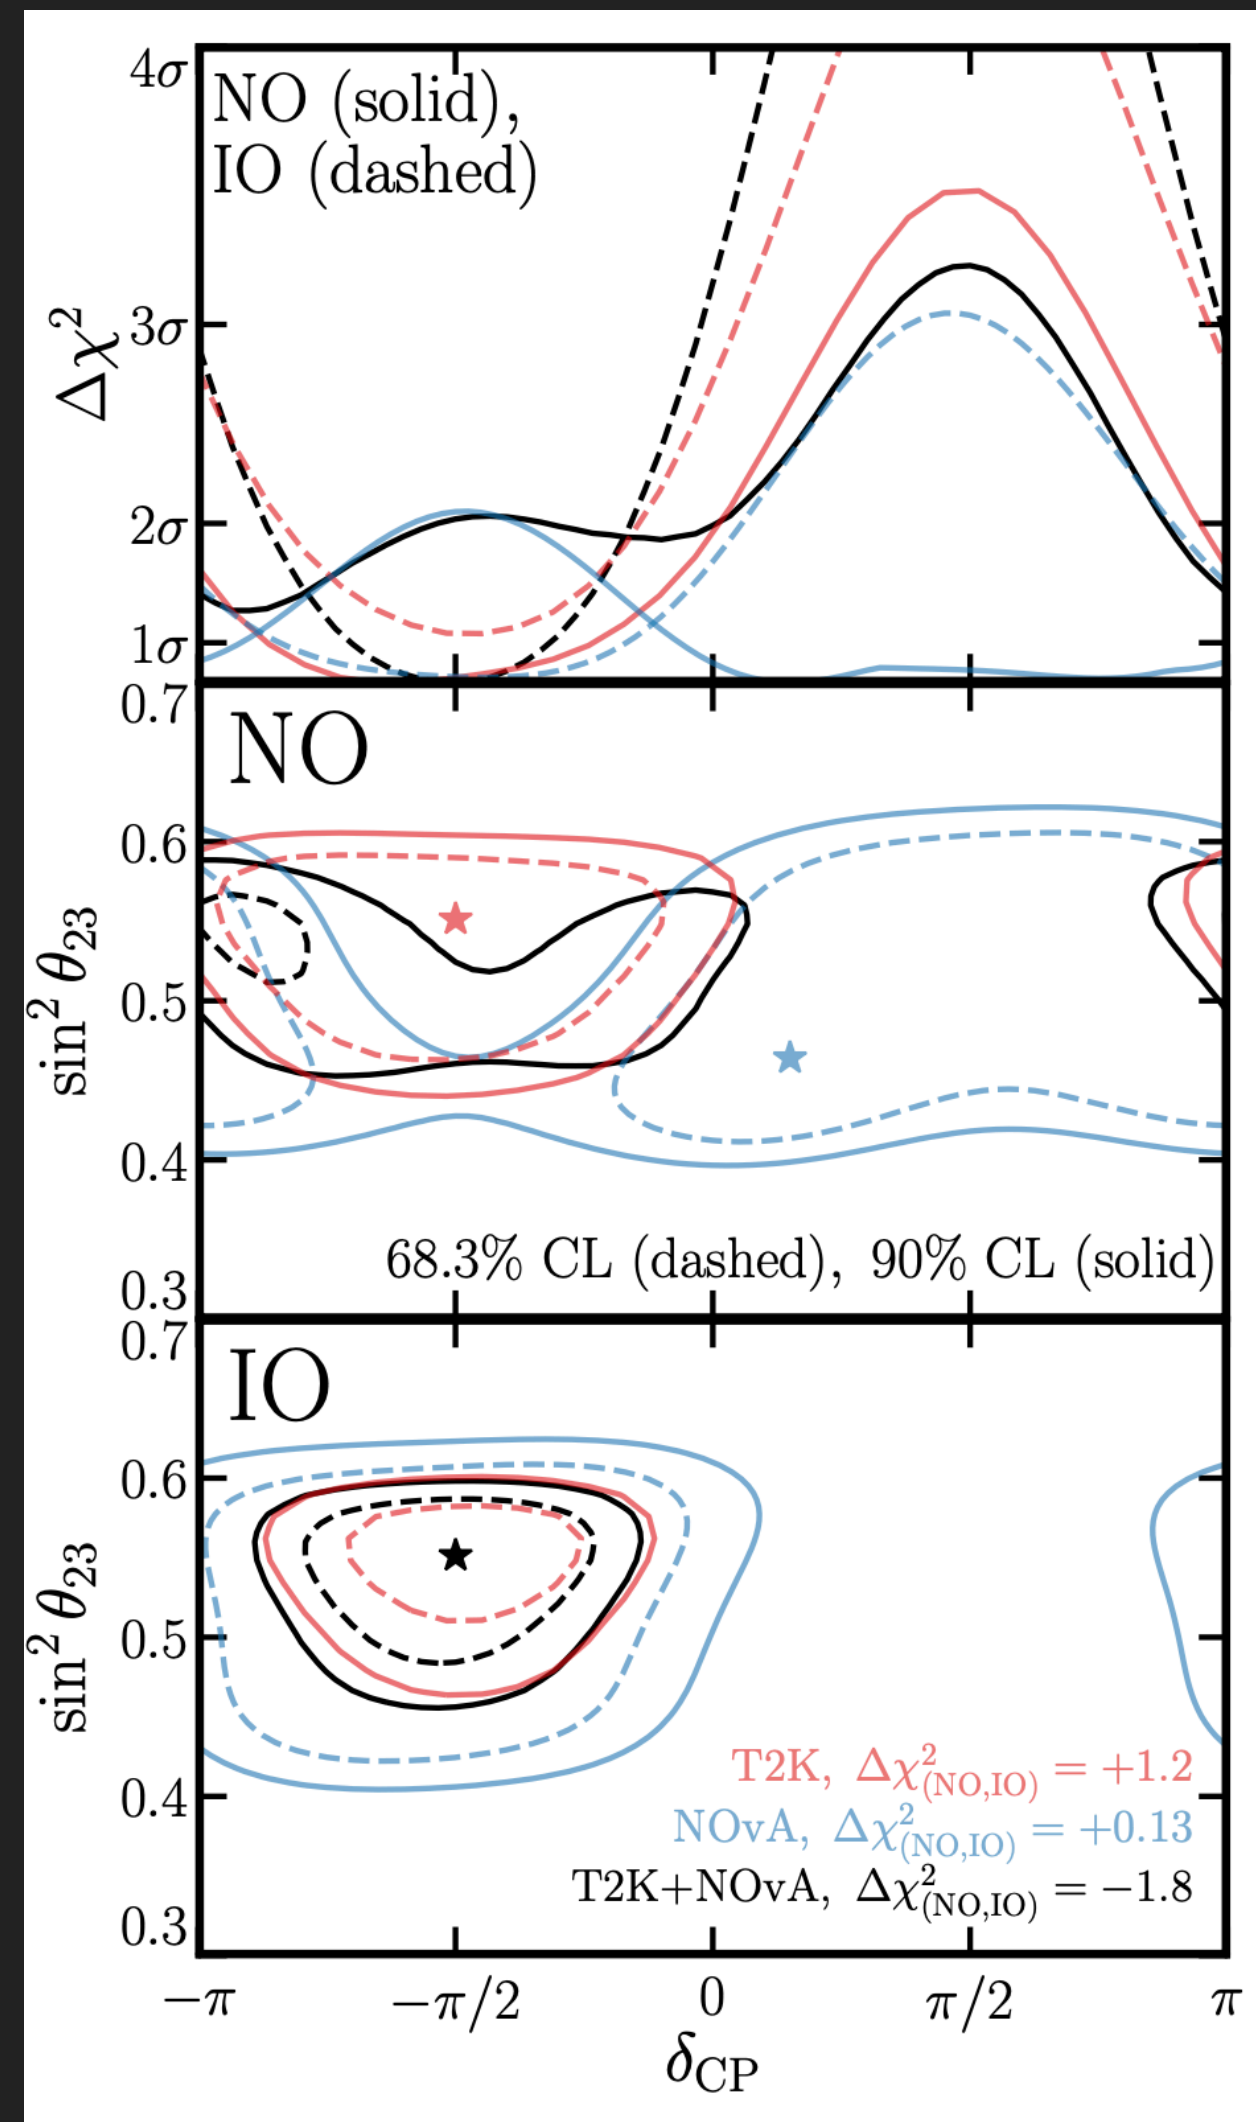 4σ
NO (solid),
IO (dashed)
Δχ²
3σ
2σ
1σ
0.7
NO
0.6
sin² θ₂₃
0.5
0.4
68.3% CL (dashed), 90% CL (solid)
0.3
0.7
IO
0.6
sin² θ₂₃
0.5
T2K, Δχ²₍NO,IO₎ = +1.2
0.4
NOvA, Δχ²₍NO,IO₎ = +0.13
T2K+NOvA, Δχ²₍NO,IO₎ = −1.8
0.3
−π −π/2 0 π/2 π
δCP